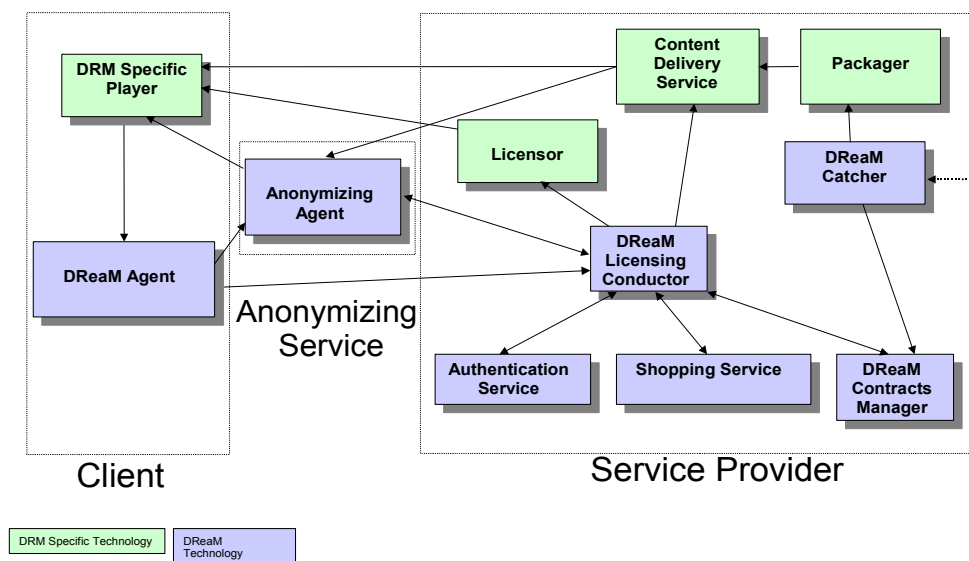 DRM Specific
Player
Content
Delivery
Service
Packager
Licensor
DReaM
Catcher
Anonymizing
Agent
DReaM Agent
DReaM
Licensing
Conductor
Anonymizing
Service
Authentication
Service
Shopping Service
DReaM
Contracts
Manager
Client
Service Provider
DRM Specific Technology
DReaM
Technology